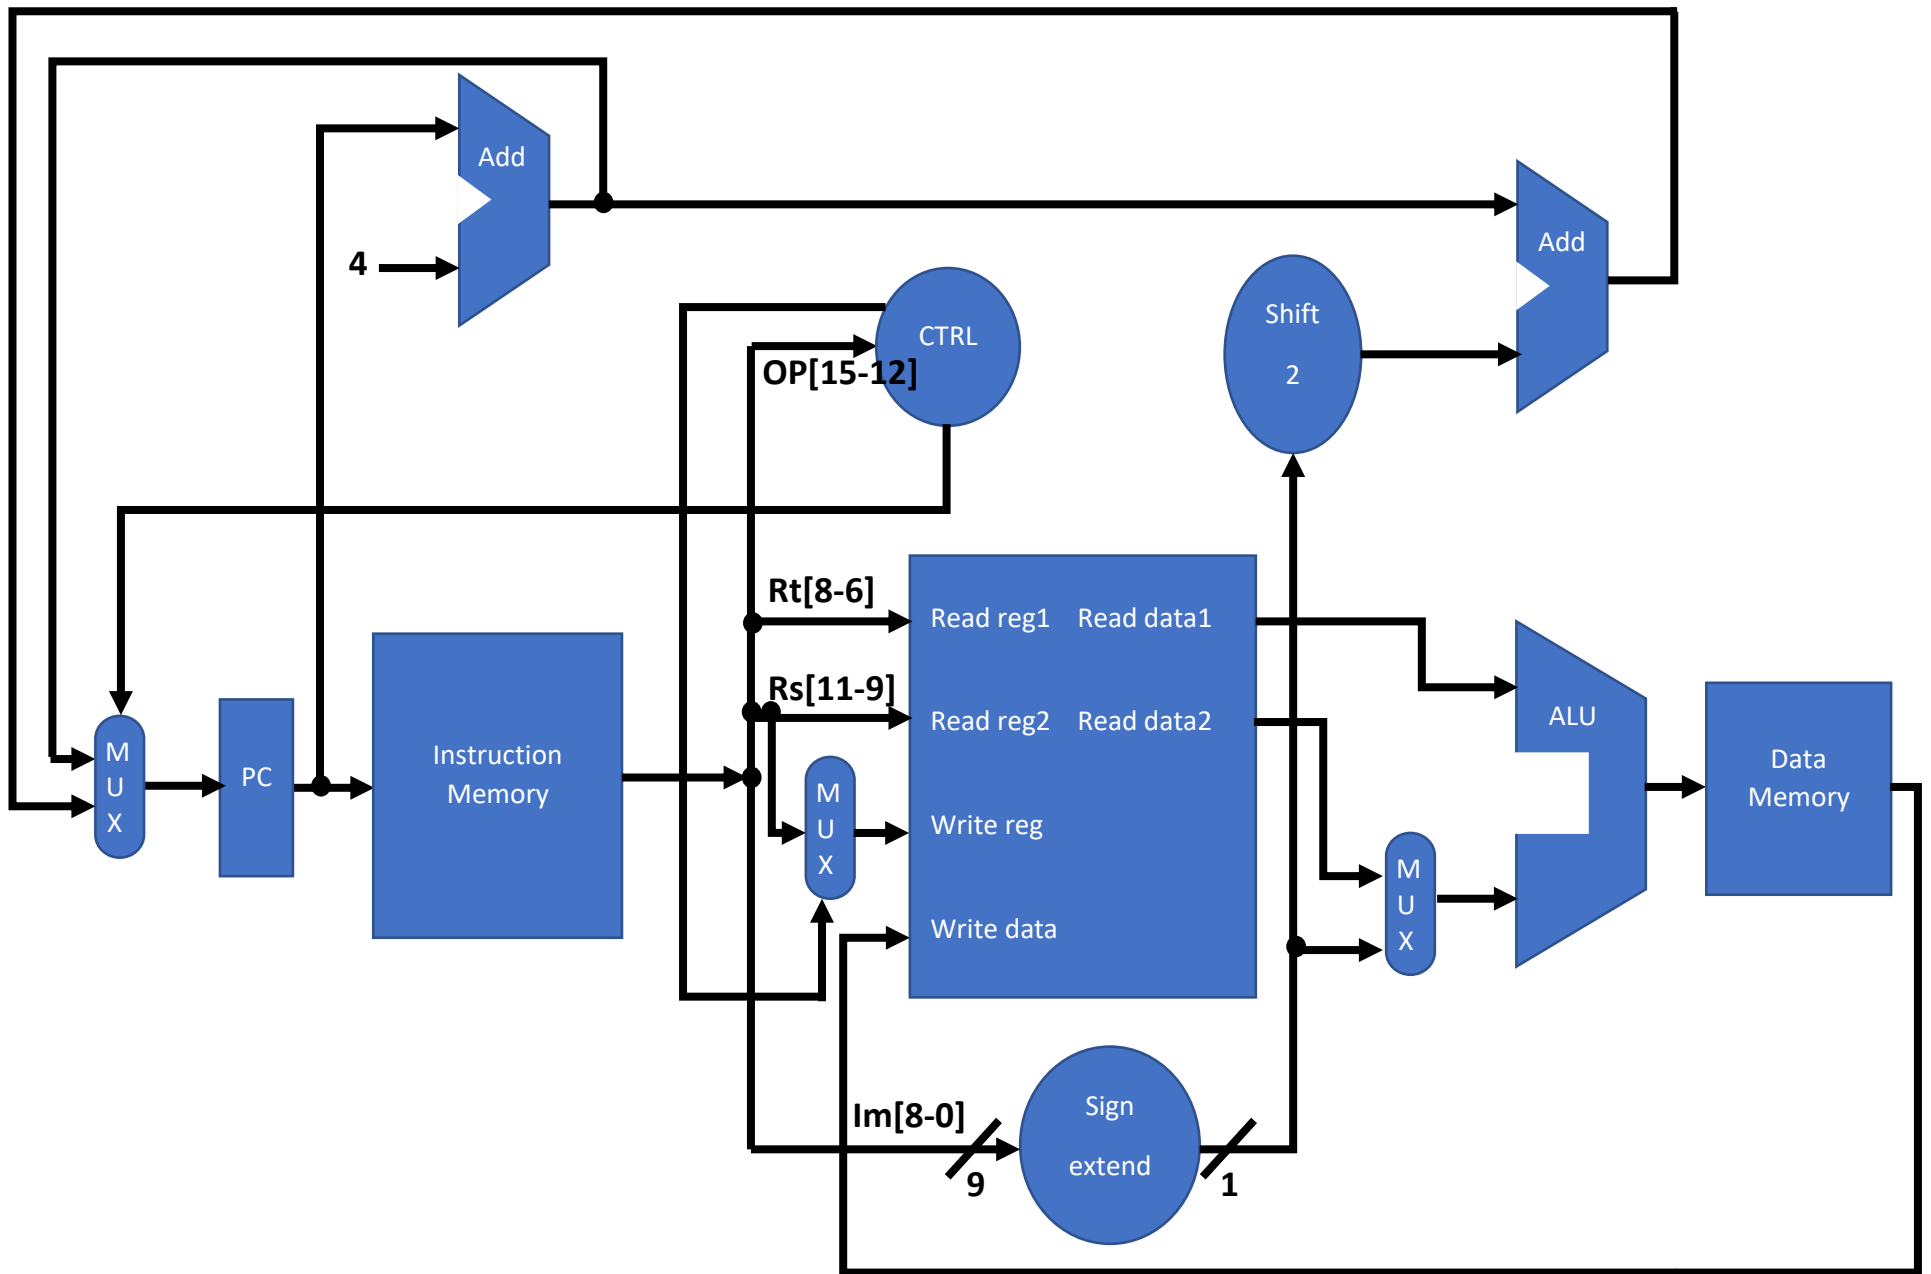 Add
4
Add
Shift
2
CTRL
OP[15-12]
Rt[8-6]
Read reg1 Read data1
Rs[11-9]
Read reg2 Read data2
ALU
M
U
X
PC
Instruction
Memory
M
U
X
Write reg
Data
Memory
M
U
X
Write data
Im[8-0]
9
Sign
extend
1